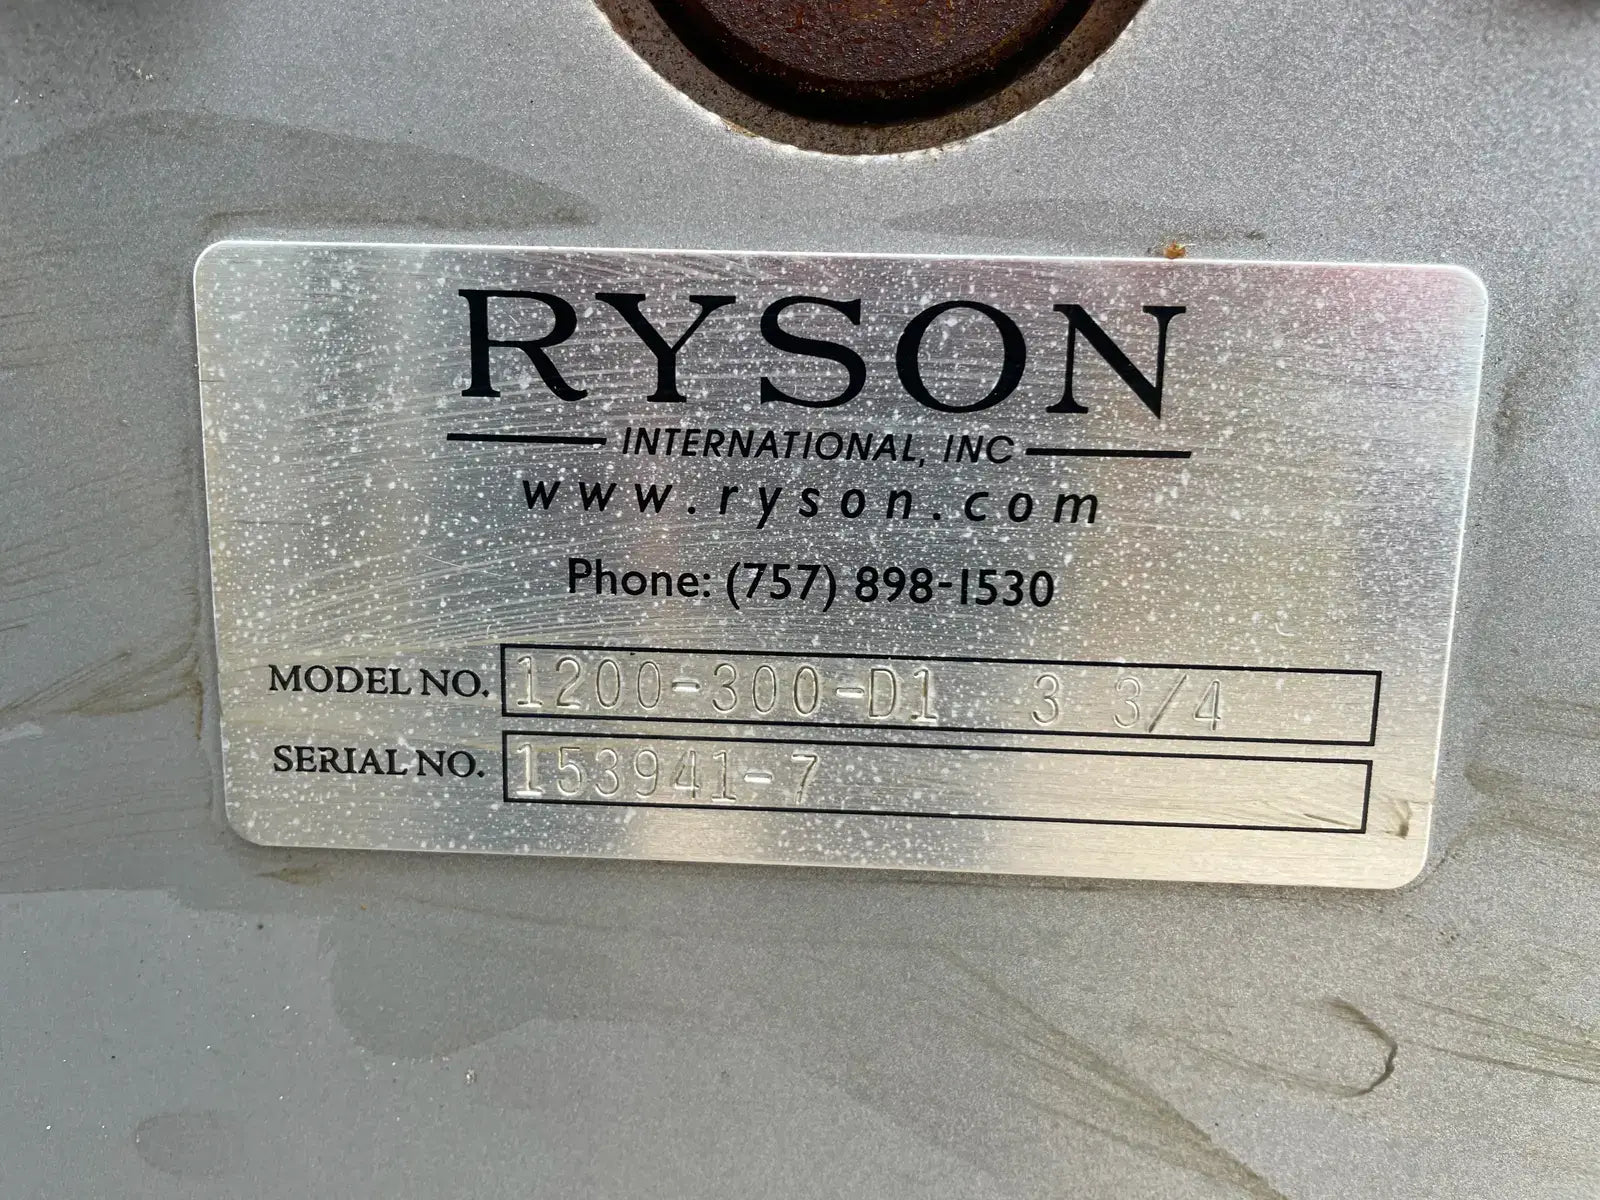 RYSON
INTERNATIONAL, INC
www.ryson.com
Phone: (757) 898-1530
MODEL NO. 1200-300-D1 3 3/4
SERIAL NO. 153941-7